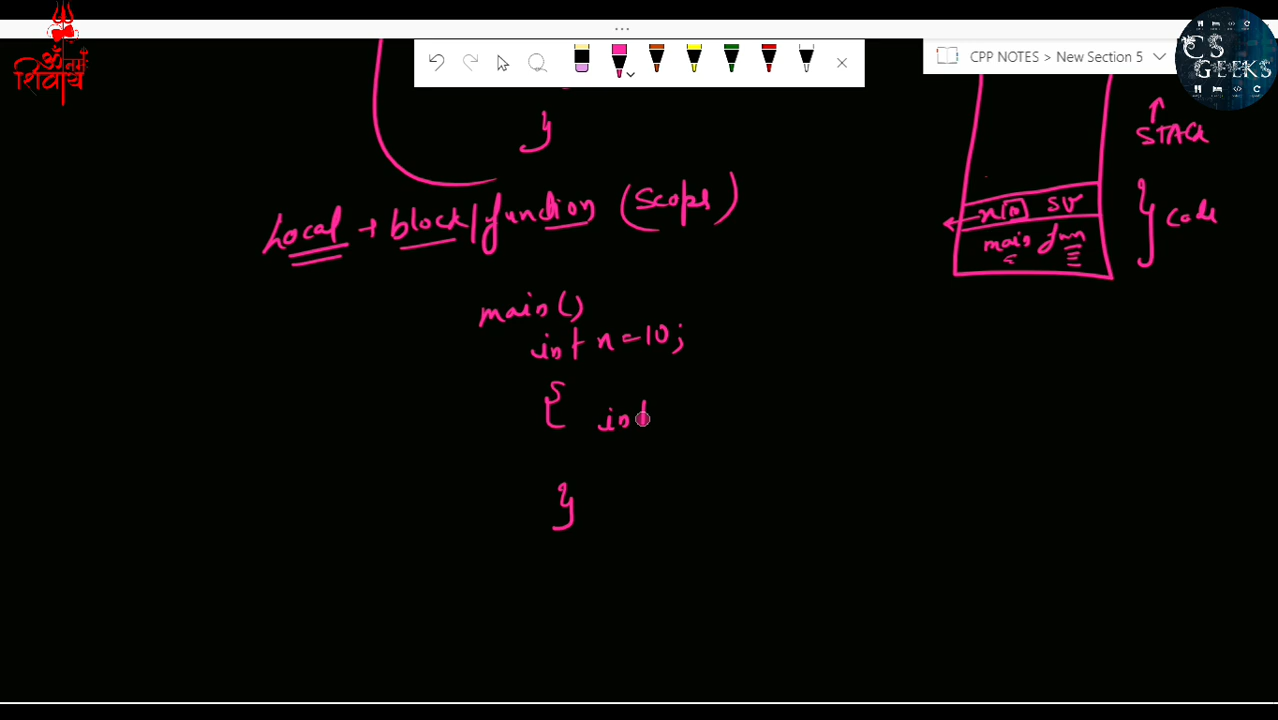 ॐ नमः
शिवाय
CPP NOTES > New Section 5
CS
GEEKS
}
STACK
Local → block/function (Scope)
x 10 SV
main fun
} Code
main()
int x = 10;
{ int
}